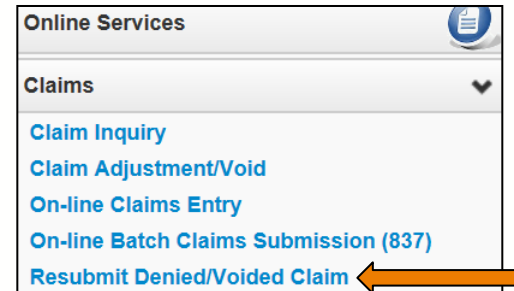 Online Services
Claims
Claim Inquiry
Claim Adjustment/Void
On-line Claims Entry
On-line Batch Claims Submission (837)
Resubmit Denied/Voided Claim